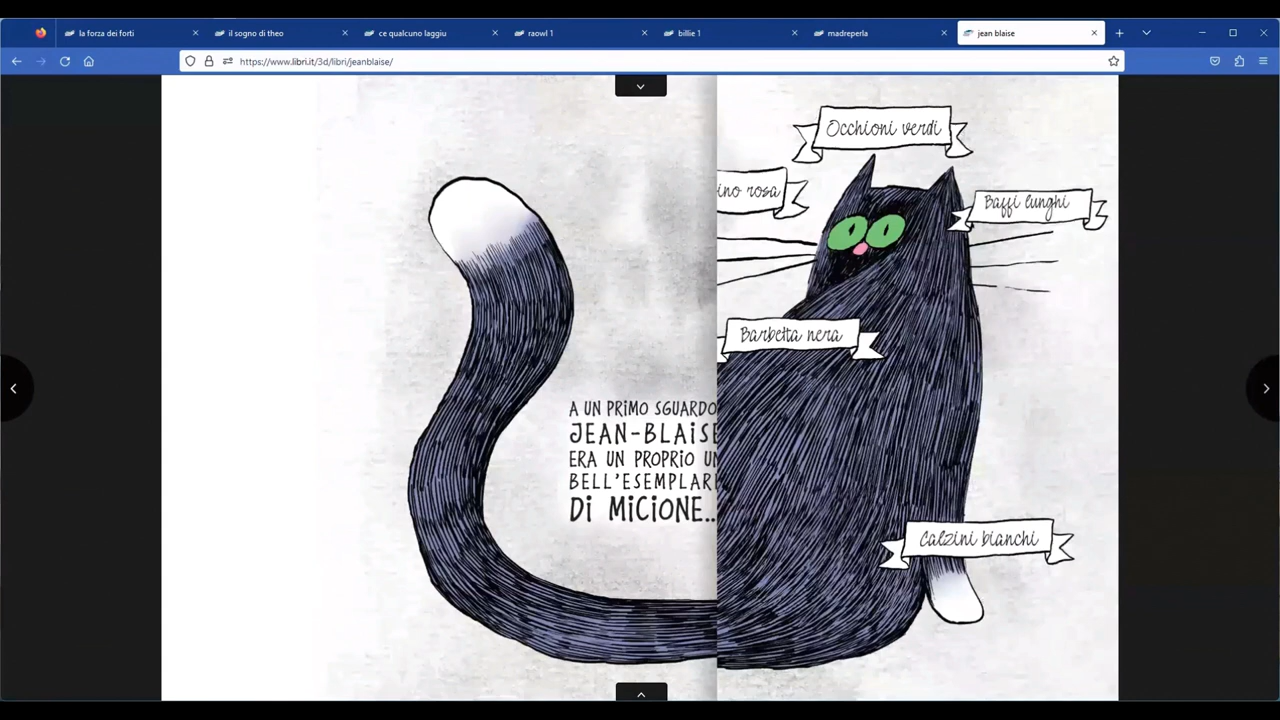 la forza dei forti
il sogno di theo
ce qualcuno laggiu
raowl 1
billie 1
madreperla
jean blaise
https://www.libri.it/3d/libri/jeanblaise/
Occhioni verdi
ino rosa
Baffi lunghi
Barbetta nera
A UN PRIMO SGUARDO
JEAN-BLAISE
ERA UN PROPRIO UN
BELL'ESEMPLARE
DI MICIONE...
Calzini bianchi